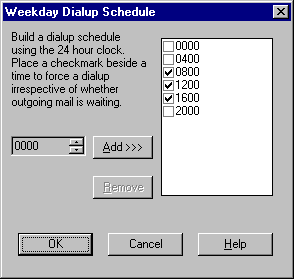 Weekday Dialup Schedule
Build a dialup schedule
using the 24 hour clock.
Place a checkmark beside a
time to force a dialup
irrespective of whether
outgoing mail is waiting.
0000
0400
0800
1200
1600
2000
0000
Add >>>
Remove
OK
Cancel
Help